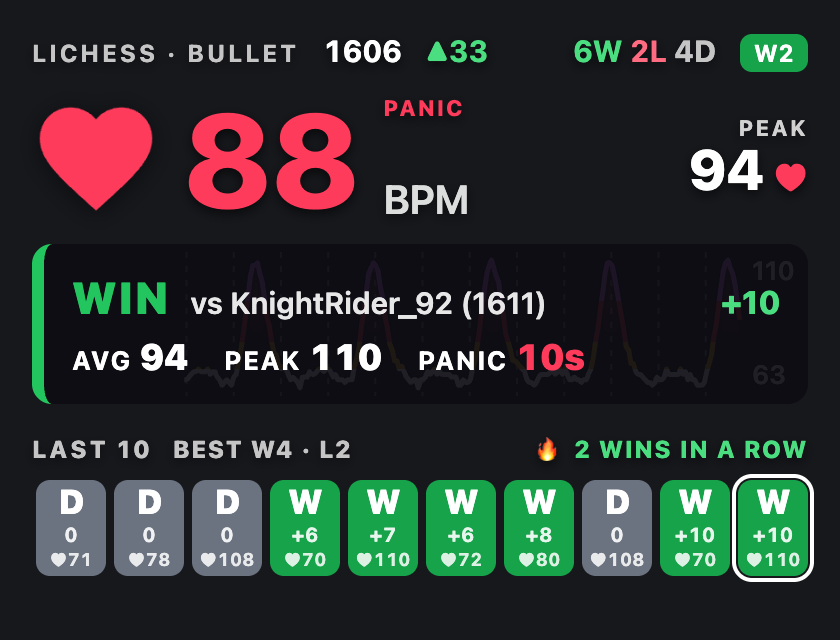 LICHESS · BULLET 1606 ▲33 6W 2L 4D W2
PANIC
88 BPM
PEAK
94
110
WIN vs KnightRider_92 (1611) +10
AVG 94 PEAK 110 PANIC 10s
63
LAST 10 BEST W4 · L2 🔥 2 WINS IN A ROW
D D D W W W W D W W
0 0 0 +6 +7 +6 +8 0 +10 +10
♥71 ♥78 ♥108 ♥70 ♥110 ♥72 ♥80 ♥108 ♥70 ♥110